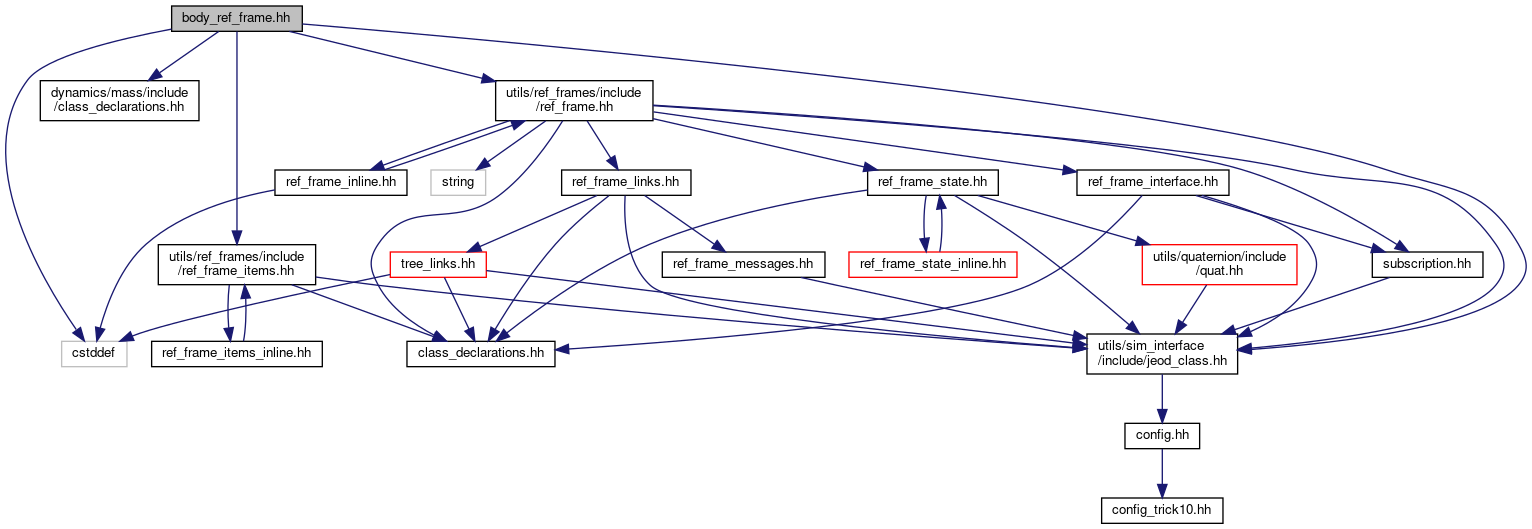 body_ref_frame.hh
dynamics/mass/include
/class_declarations.hh
utils/ref_frames/include
/ref_frame.hh
ref_frame_inline.hh
string
ref_frame_links.hh
ref_frame_state.hh
ref_frame_interface.hh
utils/ref_frames/include
/ref_frame_items.hh
tree_links.hh
ref_frame_messages.hh
ref_frame_state_inline.hh
utils/quaternion/include
/quat.hh
subscription.hh
cstddef
ref_frame_items_inline.hh
class_declarations.hh
utils/sim_interface
/include/jeod_class.hh
config.hh
config_trick10.hh